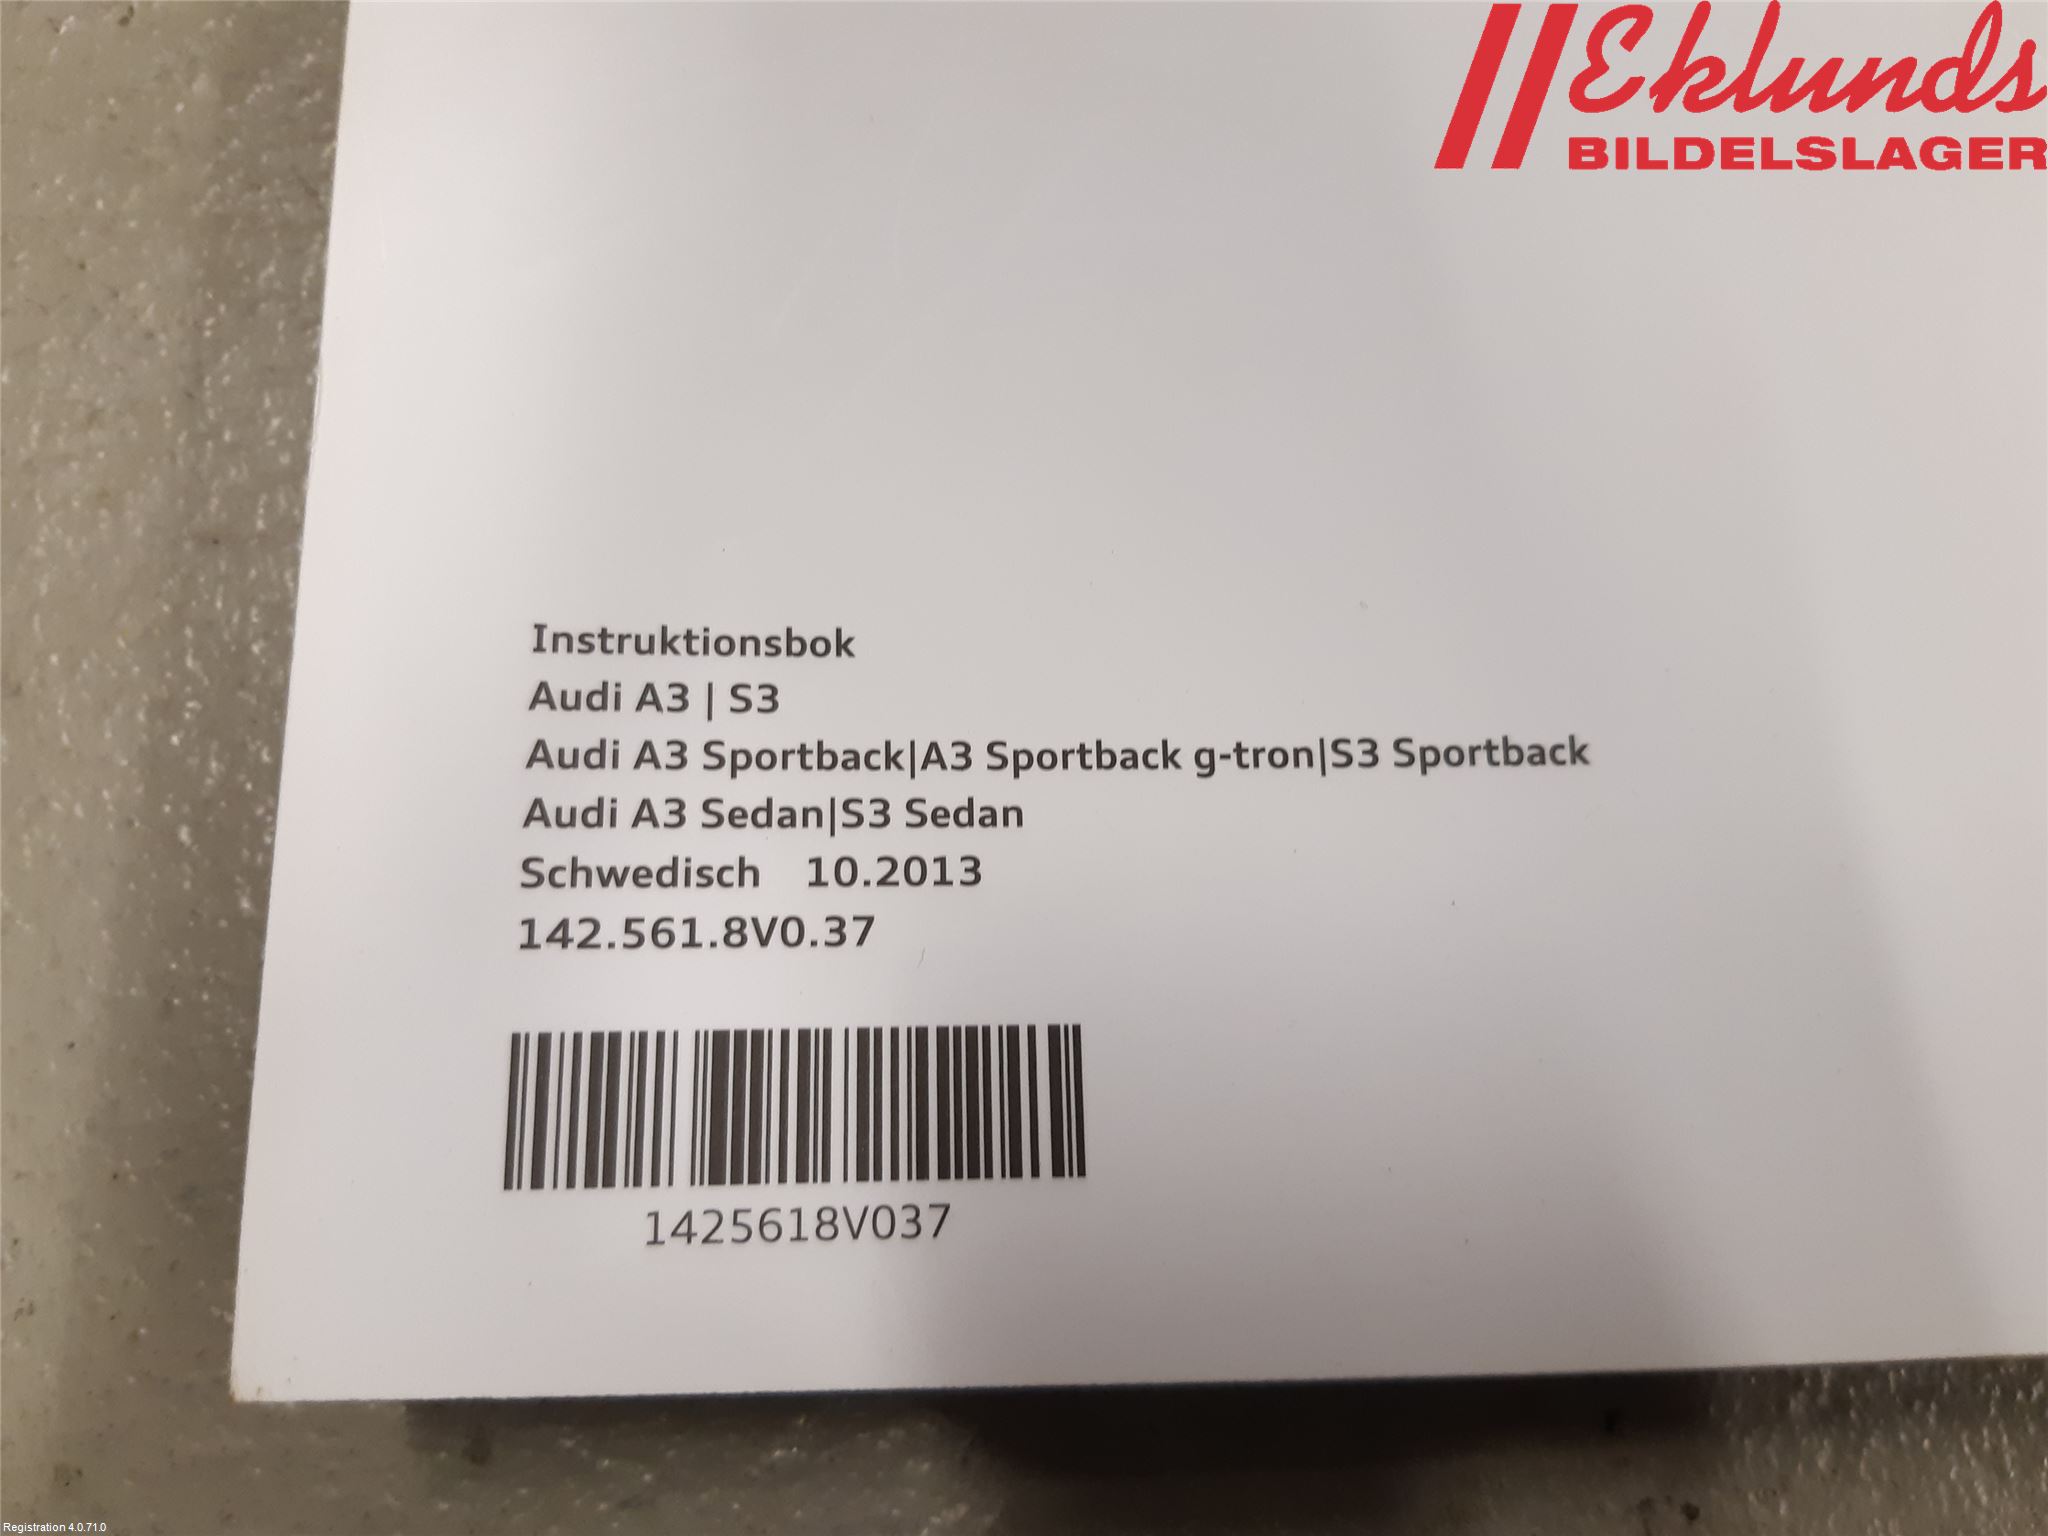 Eklunds
BILDELSLAGER
Instruktionsbok
Audi A3 | S3
Audi A3 Sportback|A3 Sportback g-tron|S3 Sportback
Audi A3 Sedan|S3 Sedan
Schwedisch 10.2013
142.561.8V0.37
1425618V037
Registration 4.0.71.0